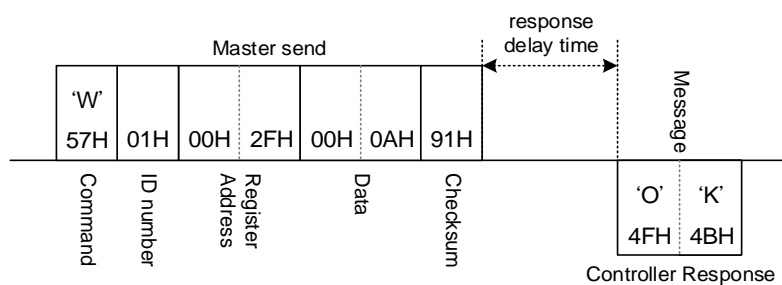 response
delay time
Master send
Message
'W'
57H 01H 00H 2FH 00H 0AH 91H
Command
ID number
Register
Address
Data
Checksum
'O' 'K'
4FH 4BH
Controller Response